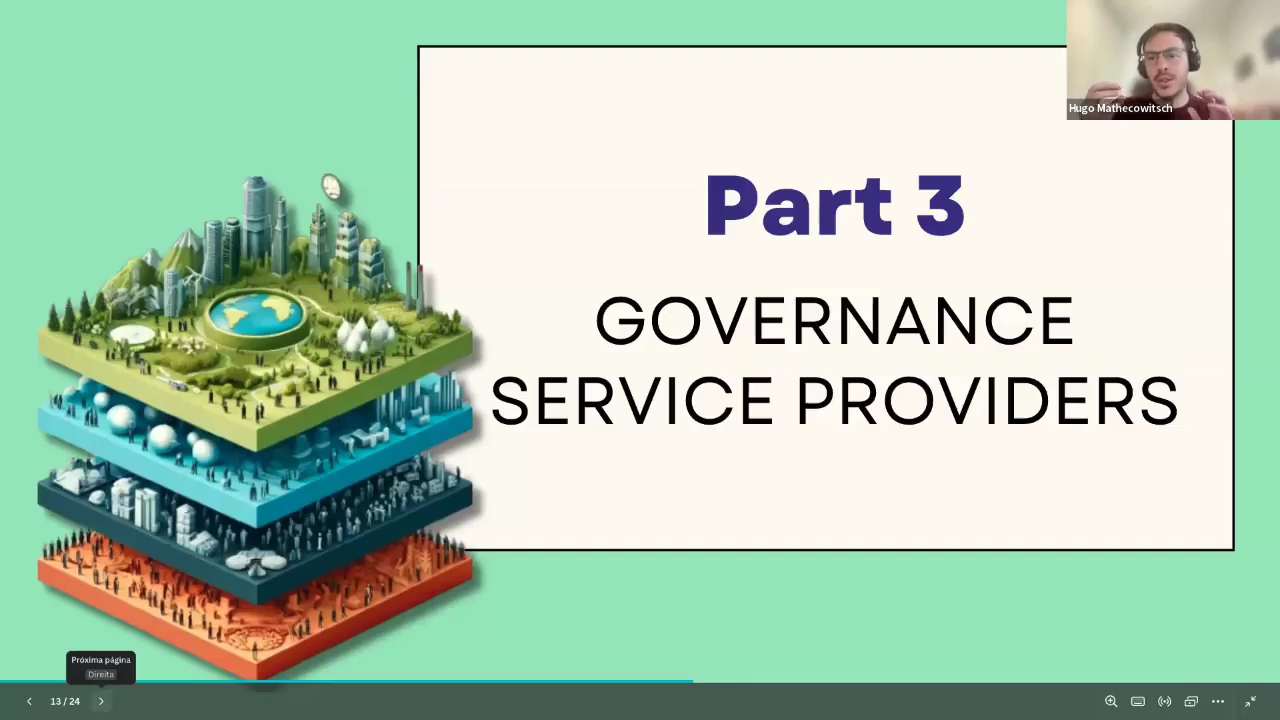 Hugo Mathecowitsch
Part 3
GOVERNANCE
SERVICE PROVIDERS
Próxima página
Direita
13 / 24